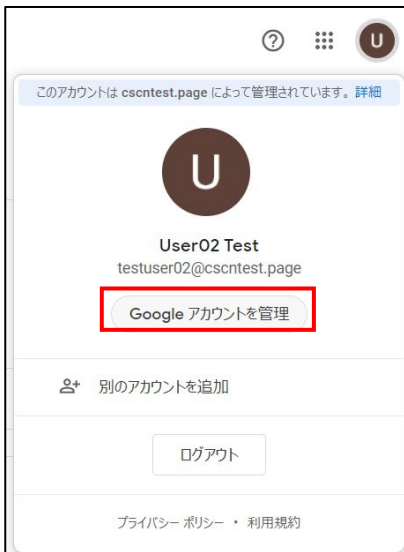 U
このアカウントは cscntest.page によって管理されています。 詳細
U
User02 Test
testuser02@cscntest.page
Google アカウントを管理
別のアカウントを追加
ログアウト
プライバシー ポリシー • 利用規約